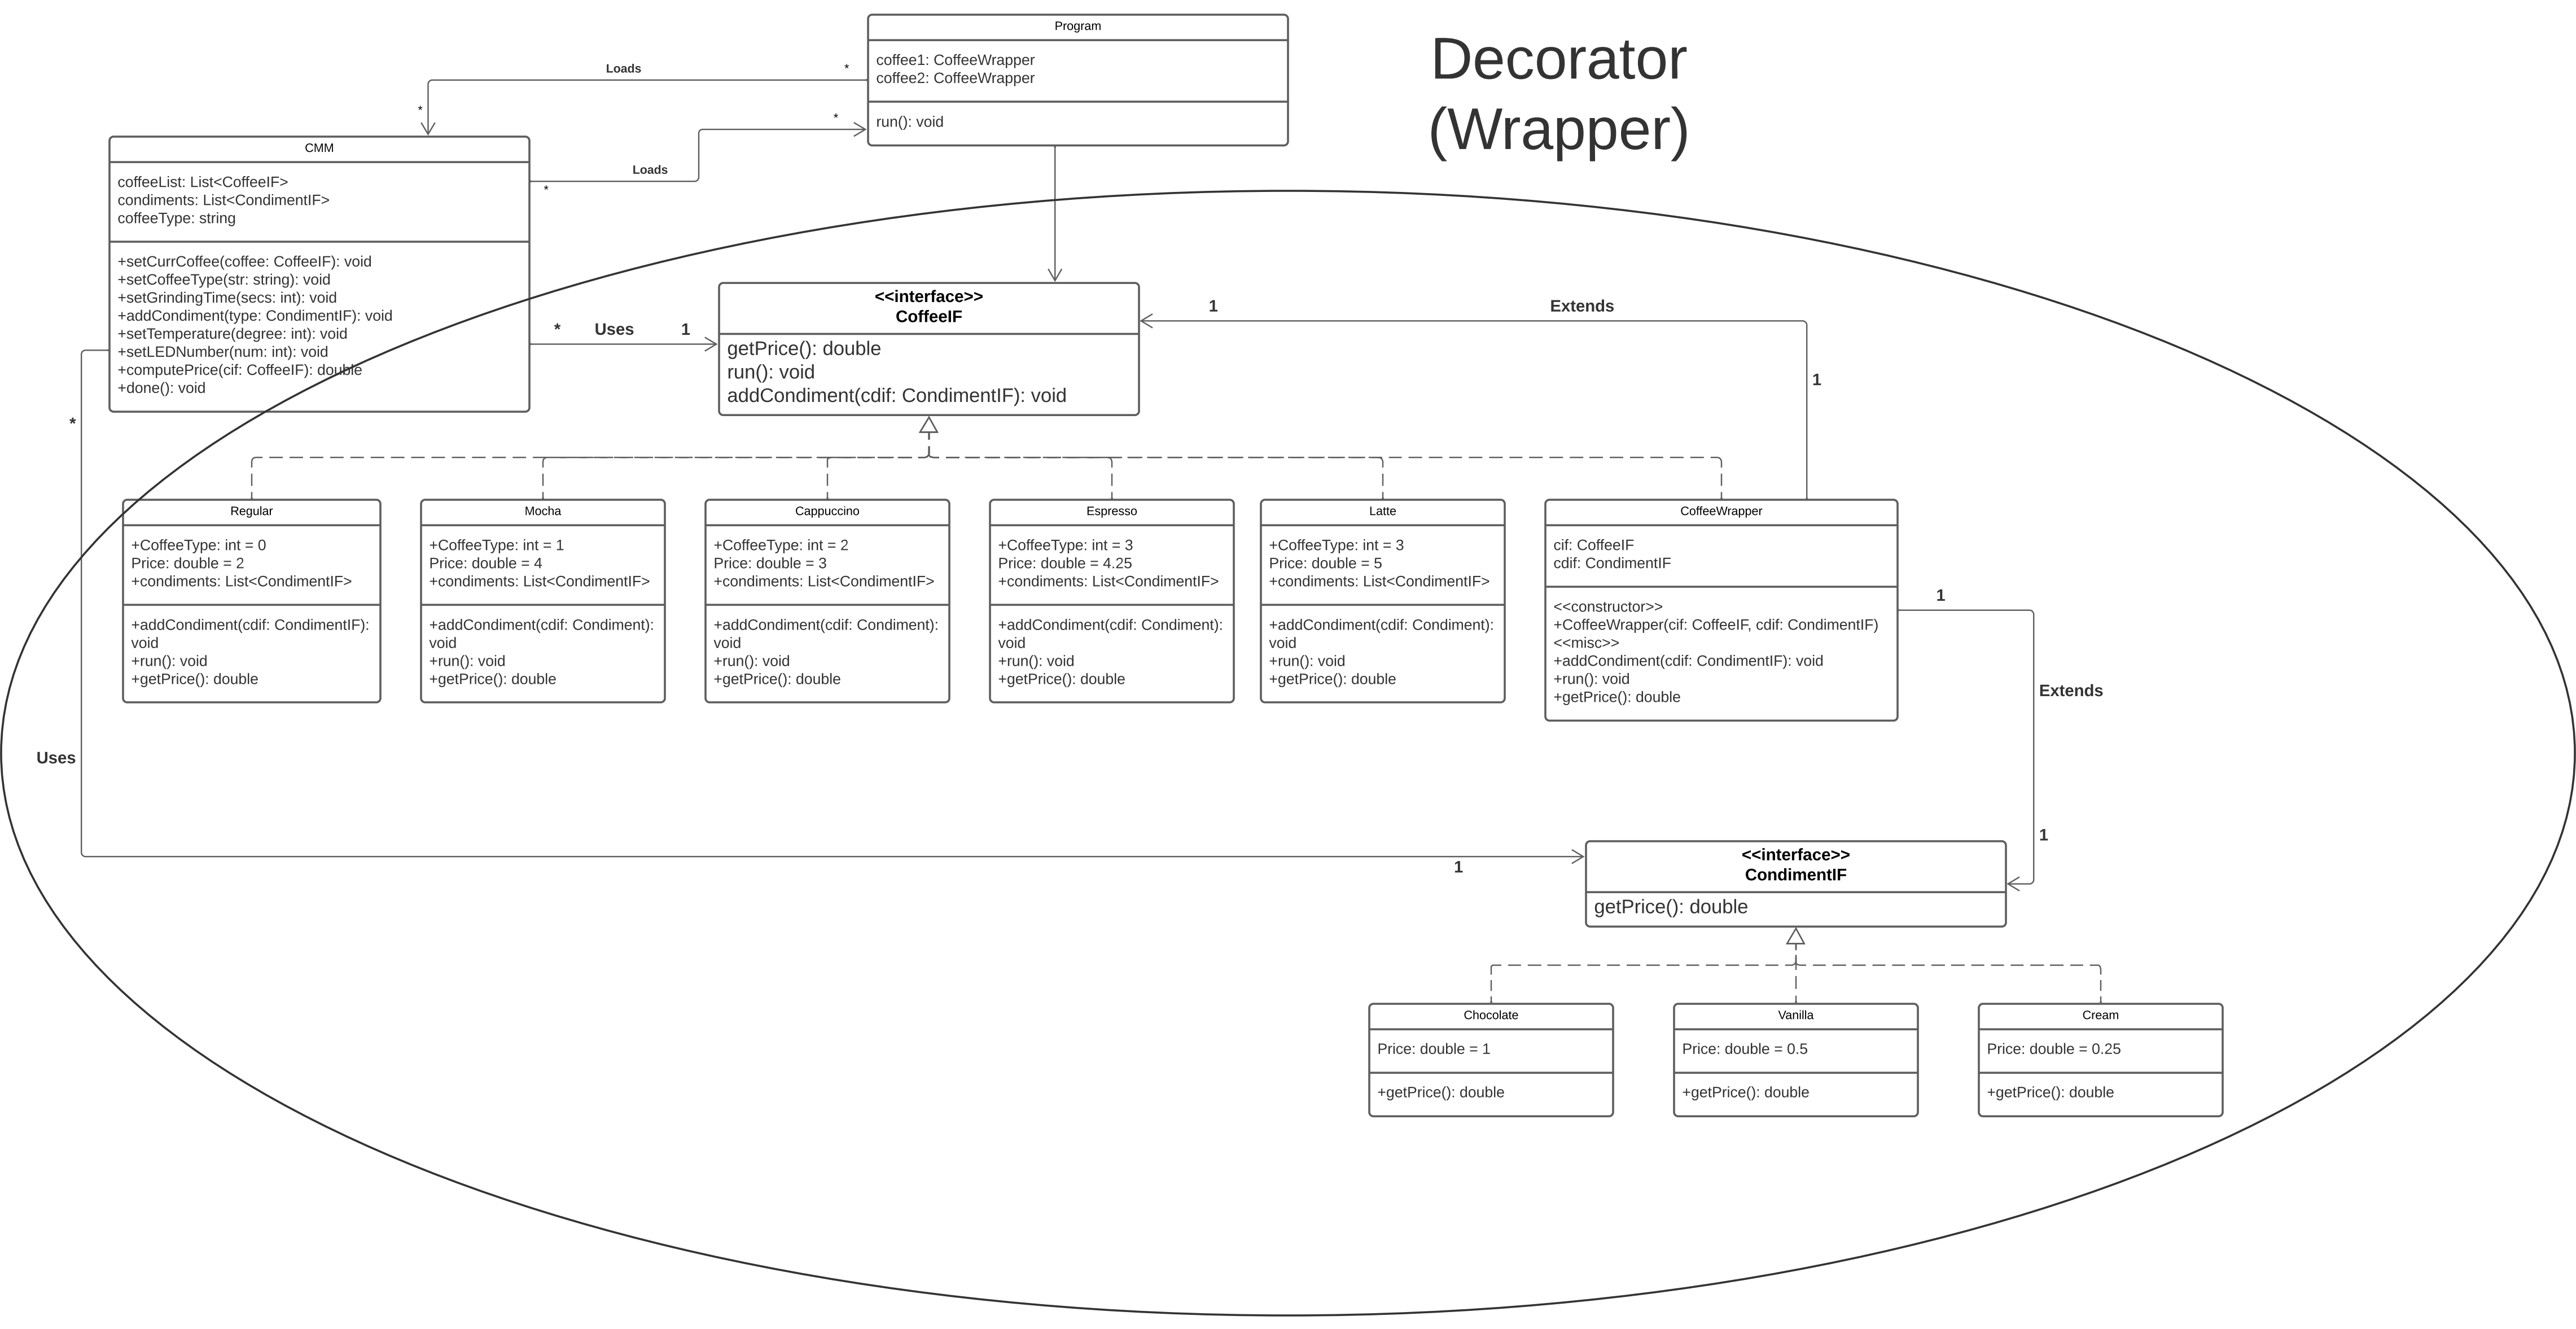 Decorator
(Wrapper)
Program
coffee1: CoffeeWrapper
coffee2: CoffeeWrapper
run(): void
Loads
*
*
Loads
*
*
CMM
coffeeList: List<CoffeeIF>
condiments: List<CondimentIF>
coffeeType: string
+setCurrCoffee(coffee: CoffeeIF): void
+setCoffeeType(str: string): void
+setGrindingTime(secs: int): void
+addCondiment(type: CondimentIF): void
+setTemperature(degree: int): void
+setLEDNumber(num: int): void
+computePrice(cif: CoffeeIF): double
+done(): void
* Uses 1
<<interface>>
CoffeeIF
getPrice(): double
run(): void
addCondiment(cdif: CondimentIF): void
1 Extends
1
*
Uses
1
Regular
+CoffeeType: int = 0
Price: double = 2
+condiments: List<CondimentIF>
+addCondiment(cdif: CondimentIF):
void
+run(): void
+getPrice(): double
Mocha
+CoffeeType: int = 1
Price: double = 4
+condiments: List<CondimentIF>
+addCondiment(cdif: Condiment):
void
+run(): void
+getPrice(): double
Cappuccino
+CoffeeType: int = 2
Price: double = 3
+condiments: List<CondimentIF>
+addCondiment(cdif: Condiment):
void
+run(): void
+getPrice(): double
Espresso
+CoffeeType: int = 3
Price: double = 4.25
+condiments: List<CondimentIF>
+addCondiment(cdif: Condiment):
void
+run(): void
+getPrice(): double
Latte
+CoffeeType: int = 3
Price: double = 5
+condiments: List<CondimentIF>
+addCondiment(cdif: Condiment):
void
+run(): void
+getPrice(): double
CoffeeWrapper
cif: CoffeeIF
cdif: CondimentIF
<<constructor>>
+CoffeeWrapper(cif: CoffeeIF, cdif: CondimentIF)
<<misc>>
+addCondiment(cdif: CondimentIF): void
+run(): void
+getPrice(): double
1
Extends
1
<<interface>>
CondimentIF
getPrice(): double
Chocolate
Price: double = 1
+getPrice(): double
Vanilla
Price: double = 0.5
+getPrice(): double
Cream
Price: double = 0.25
+getPrice(): double